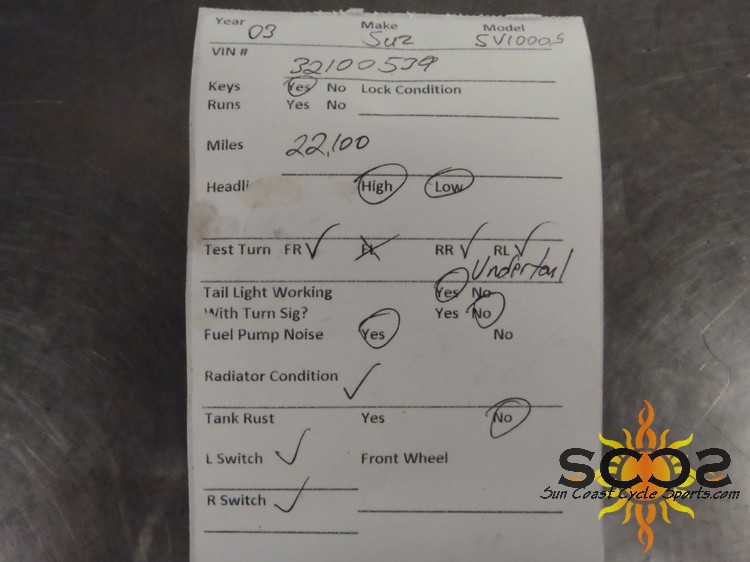 Year 03 Make Suz Model SV1000S
VIN # 32100539
Keys Yes No Lock Condition
Runs Yes No
Miles 22,100
Headli High Low
Test Turn FR ✓ FL RR ✓ RL ✓
Undertail
Tail Light Working Yes No
With Turn Sig? Yes No
Fuel Pump Noise Yes No
Radiator Condition ✓
Tank Rust Yes No
L Switch ✓ Front Wheel
R Switch ✓
SCCS
Sun Coast Cycle Sports.com